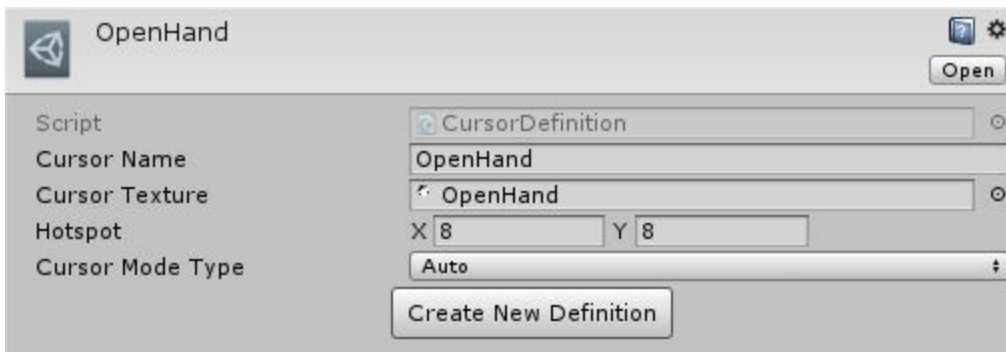 OpenHand
Open
Script CursorDefinition
Cursor Name OpenHand
Cursor Texture OpenHand
Hotspot X 8 Y 8
Cursor Mode Type Auto
Create New Definition